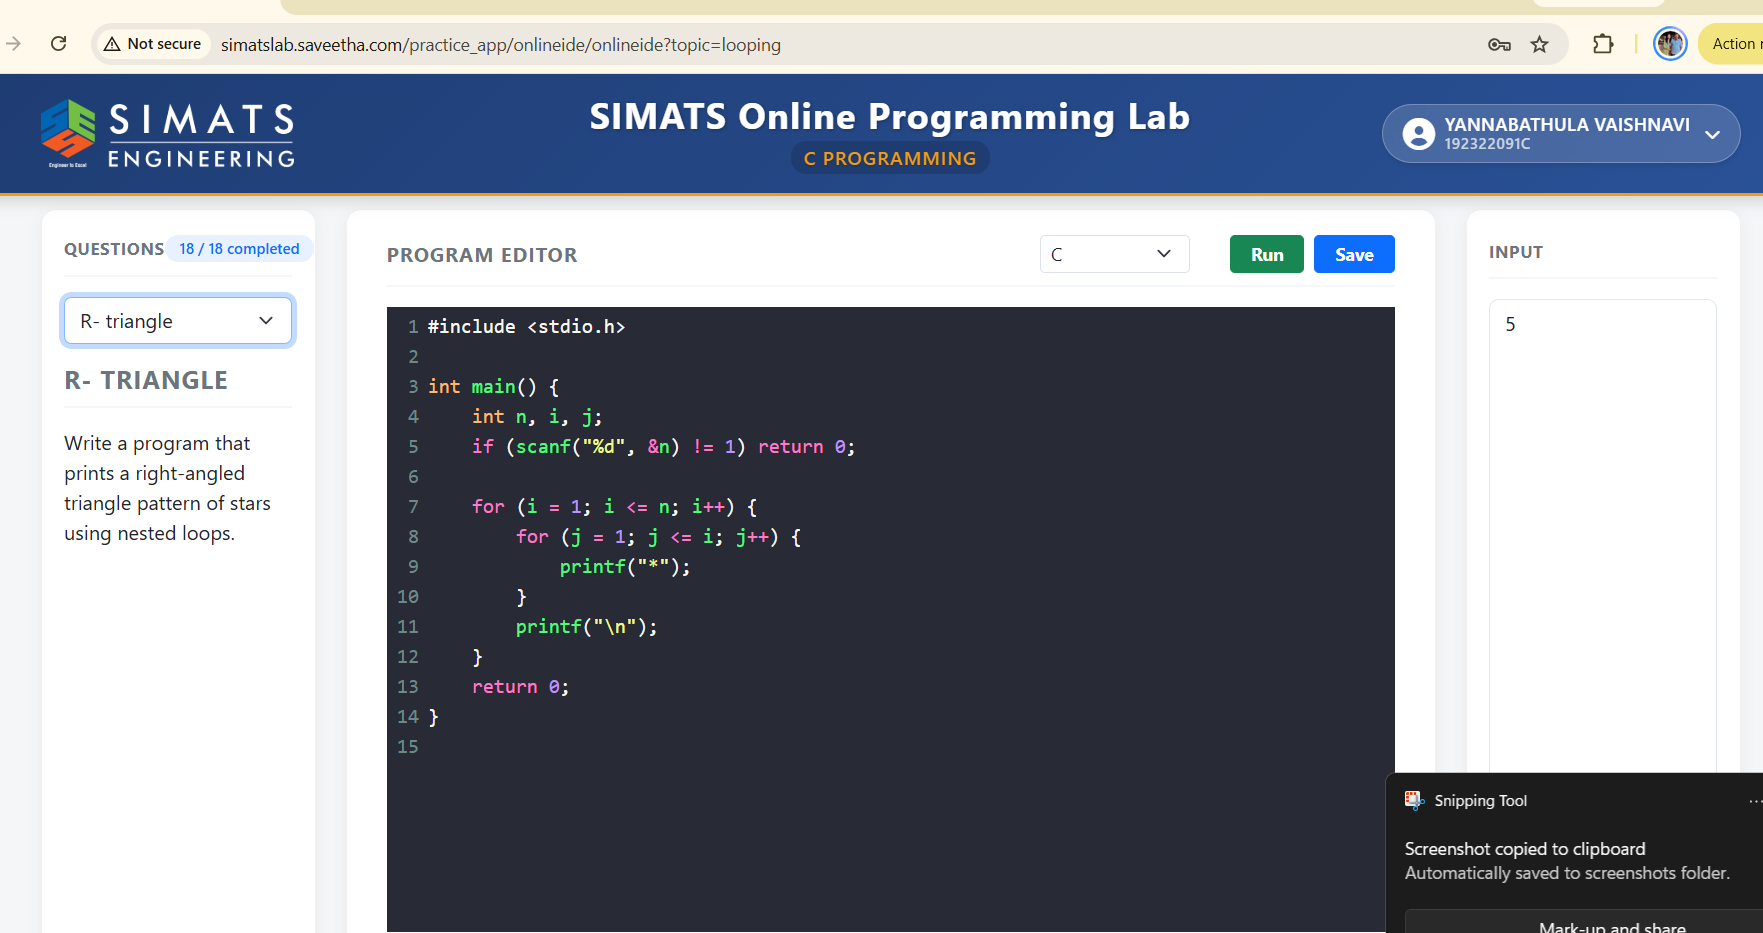 Not secure
simatslab.saveetha.com/practice_app/onlineide/onlineide?topic=looping
Action
SIMATS
ENGINEERING
Engineer to Excel
SIMATS Online Programming Lab
C PROGRAMMING
YANNABATHULA VAISHNAVI
192322091C
QUESTIONS
18 / 18 completed
R- triangle
R- TRIANGLE
Write a program that
prints a right-angled
triangle pattern of stars
using nested loops.
PROGRAM EDITOR
C
Run
Save
1 #include <stdio.h>
2
3 int main() {
4     int n, i, j;
5     if (scanf("%d", &n) != 1) return 0;
6
7     for (i = 1; i <= n; i++) {
8         for (j = 1; j <= i; j++) {
9             printf("*");
10         }
11         printf("\n");
12     }
13     return 0;
14 }
15
INPUT
5
Snipping Tool
Screenshot copied to clipboard
Automatically saved to screenshots folder.
Mark-up and share